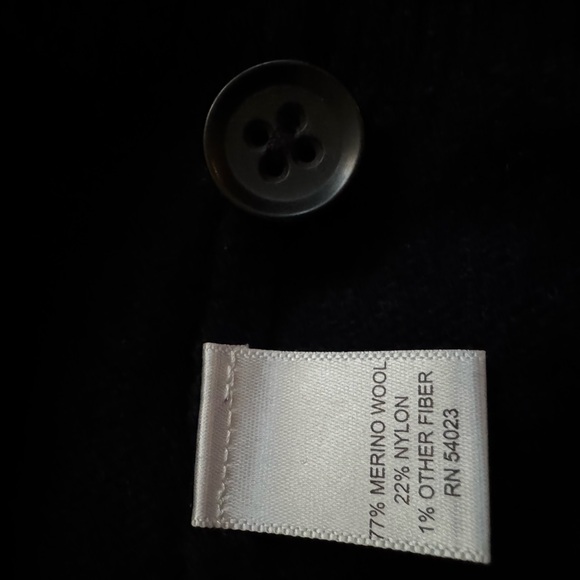 77% MERINO WOOL
22% NYLON
1% OTHER FIBER
RN 54023